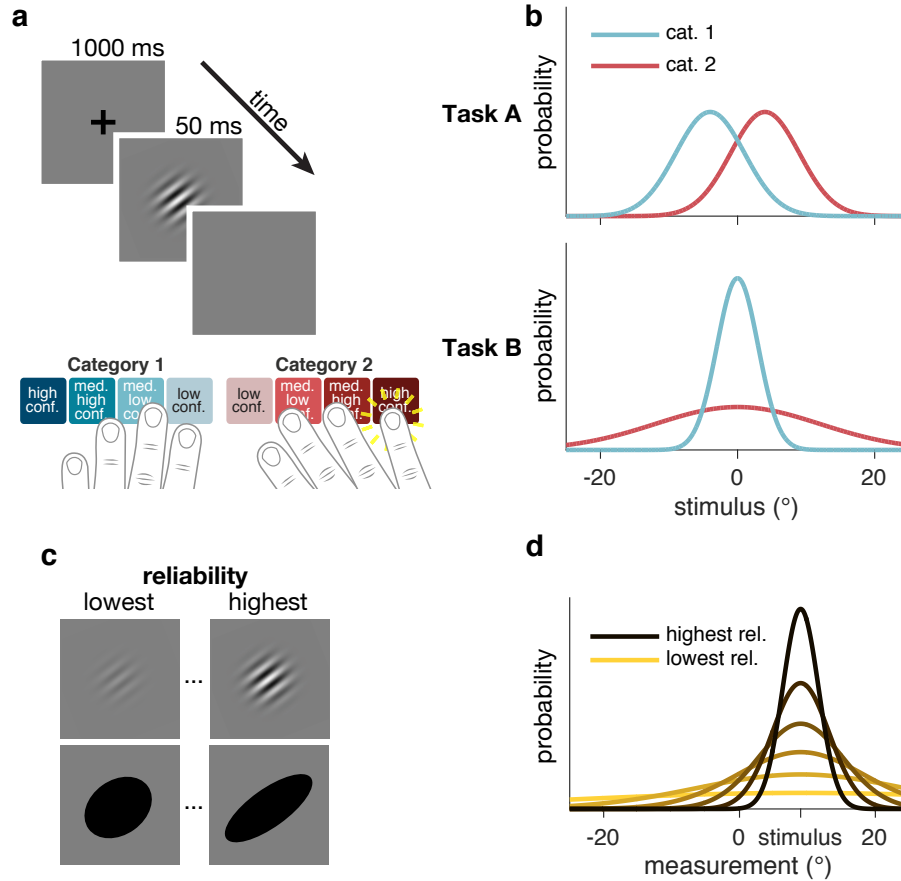 a
1000 ms
50 ms
time
Category 1
high
conf.
med.
high
conf.
med.
low
conf.
low
conf.
Category 2
low
conf.
med.
low
conf.
med.
high
conf.
high
conf.
b
Task A
probability
cat. 1
cat. 2
Task B
probability
-20
0
20
stimulus (°)
c
reliability
lowest
highest
...
...
d
probability
highest rel.
lowest rel.
-20
0
stimulus
20
measurement (°)